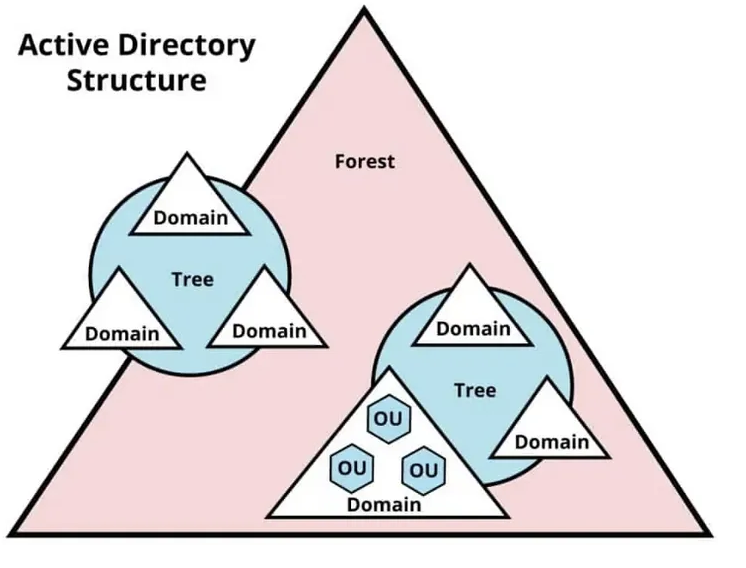 Active Directory
Structure
Forest
Domain
Tree
Domain
Domain
Domain
Tree
OU
Domain
OU
OU
Domain